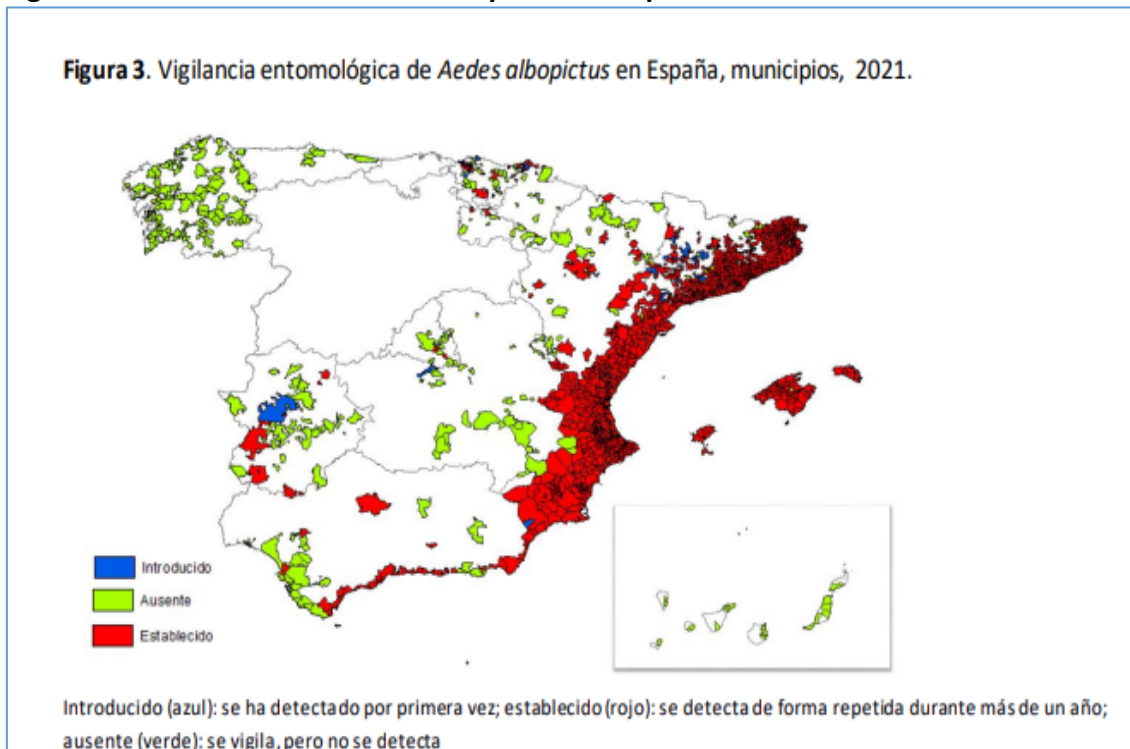 Figura 3. Vigilancia entomológica de Aedes albopictus en España, municipios, 2021.
Introducido
Ausente
Establecido
Introducido (azul): se ha detectado por primera vez; establecido (rojo): se detecta de forma repetida durante más de un año;
ausente (verde): se vigila, pero no se detecta